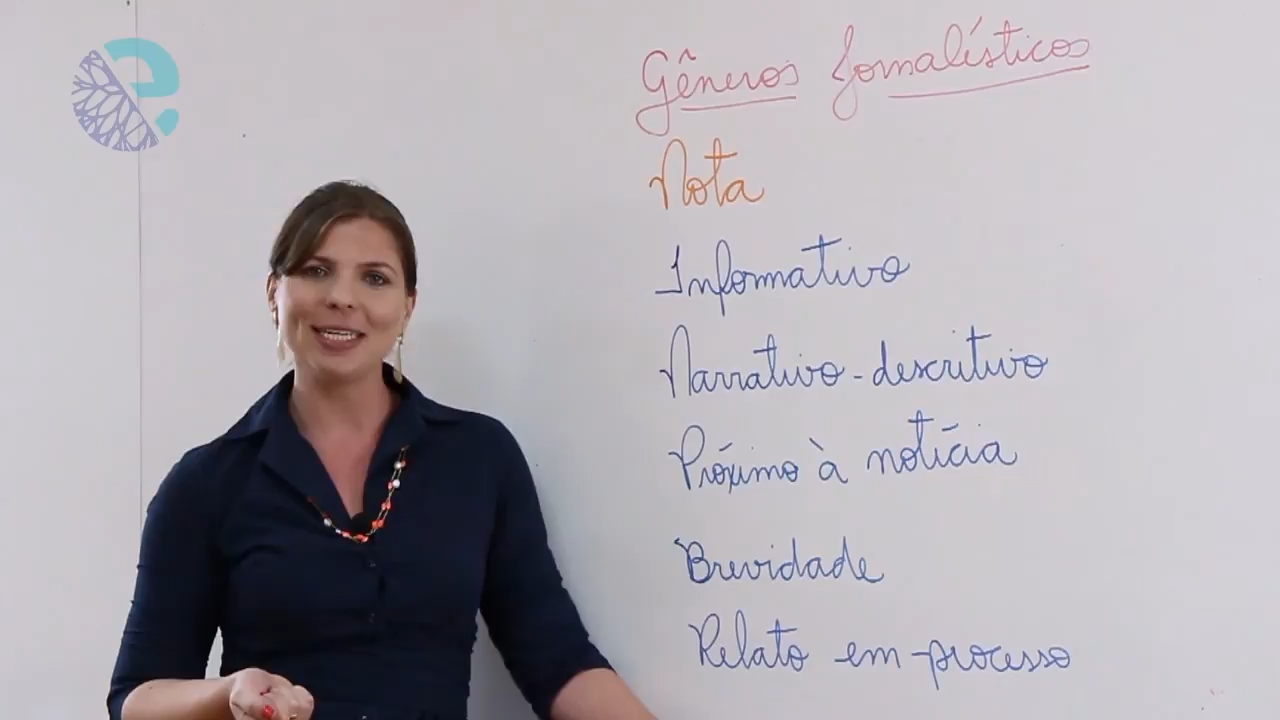 Gêneros Jornalísticos
Nota
Informativo
Narrativo-descritivo
Próximo à notícia
Brevidade
Relato em processo